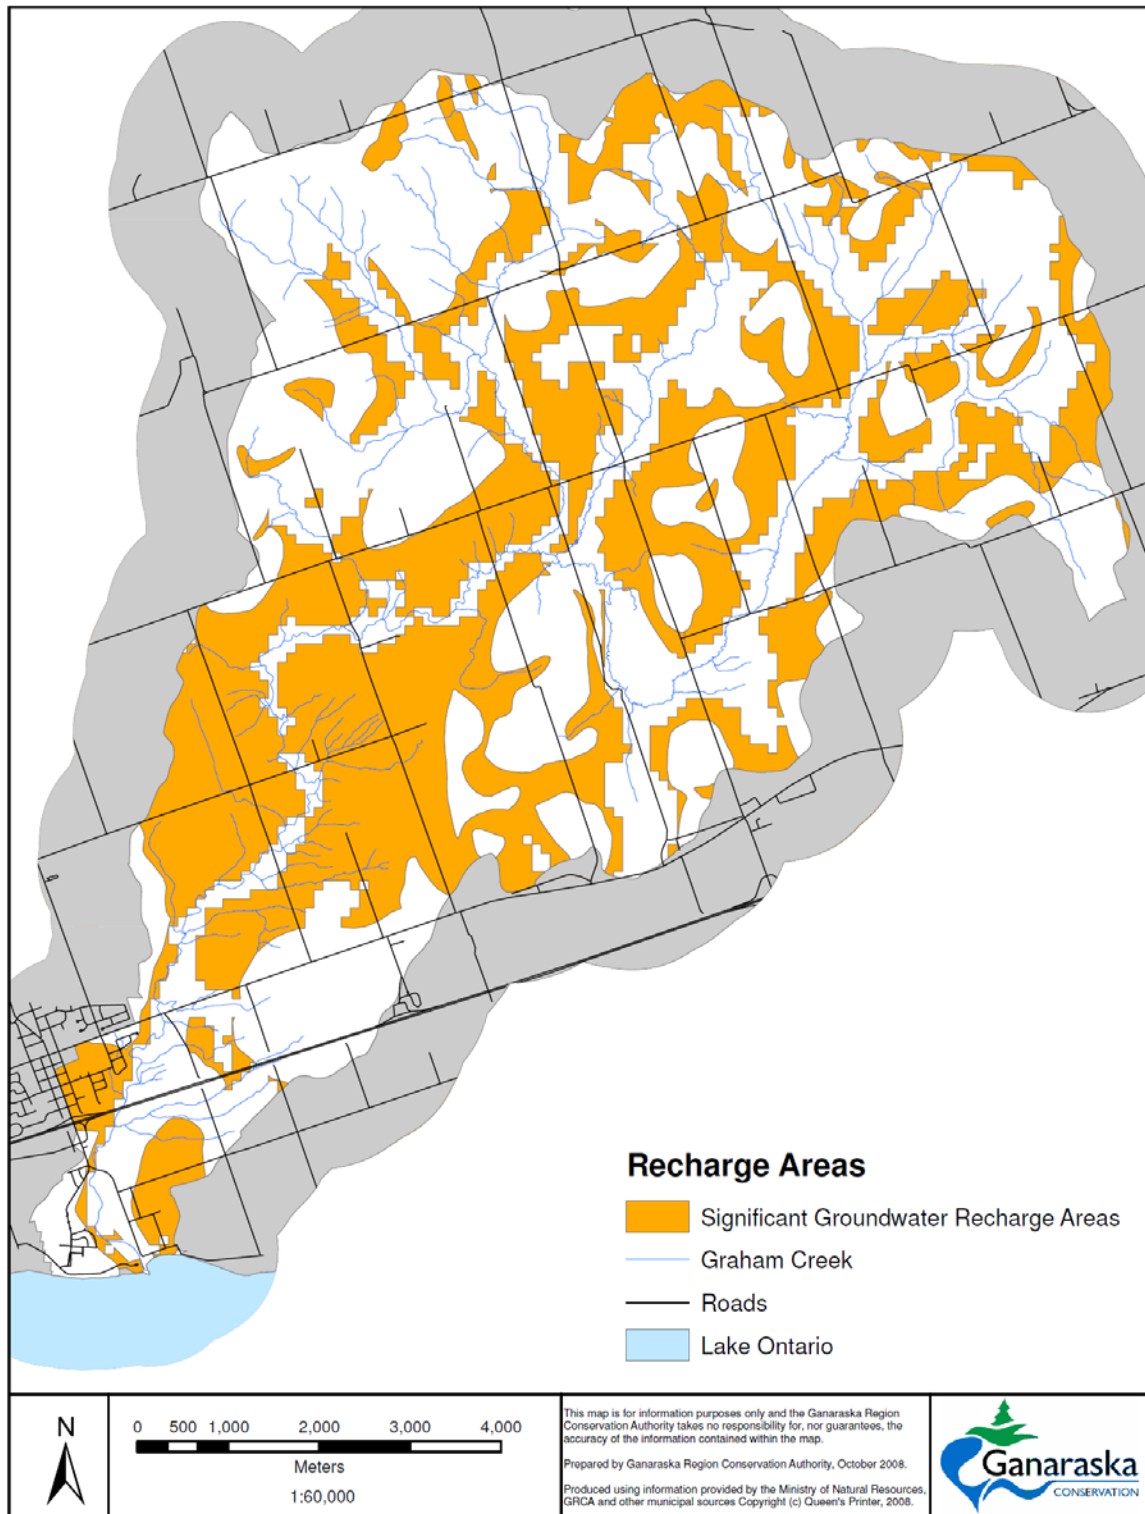 Recharge Areas
Significant Groundwater Recharge Areas
Graham Creek
Roads
Lake Ontario
N
0 500 1,000 2,000 3,000 4,000
Meters
1:60,000
This map is for information purposes only and the Ganaraska Region
Conservation Authority takes no responsibility for, nor guarantees, the
accuracy of the information contained within the map.
Prepared by Ganaraska Region Conservation Authority, October 2008.
Produced using information provided by the Ministry of Natural Resources,
GRCA and other municipal sources Copyright (c) Queen's Printer, 2008.
Ganaraska
CONSERVATION